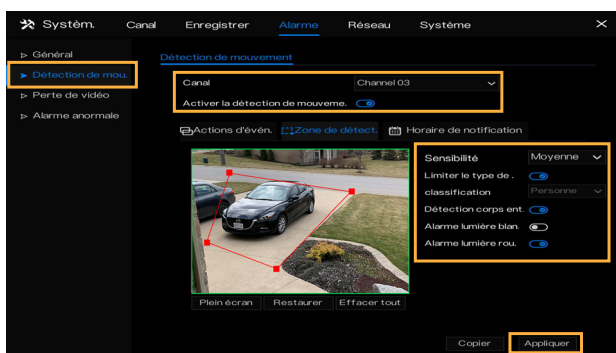 Systèm. Canal Enregistrer Alarme Réseau Système
Général
Détection de mou.
Perte de vidéo
Alarme anormale
Détection de mouvement
Canal Channel 03
Activer la détection de mouveme.
Actions d'évén. Zone de détect. Horaire de notification
Sensibilité Moyenne
Limiter le type de .
classification Personne
Détection corps ent.
Alarme lumière blan.
Alarme lumière rou.
Plein écran Restaurer Effacer tout
Copier Appliquer